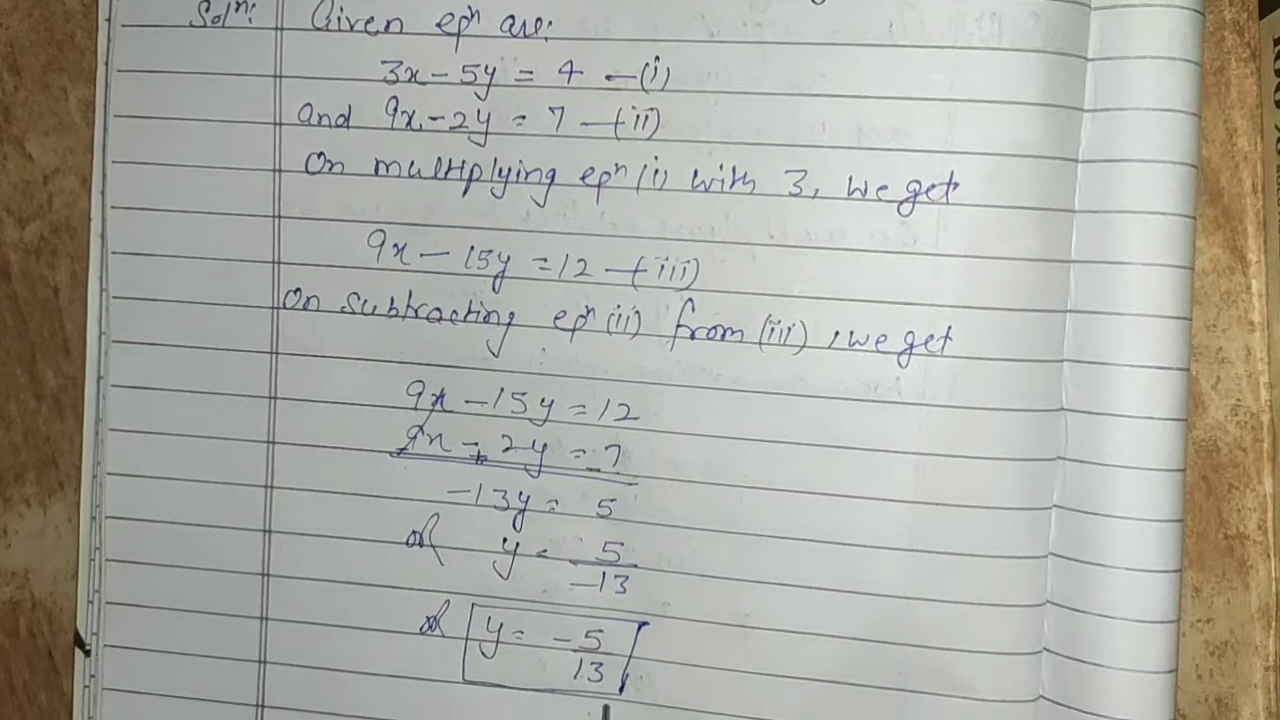 Solⁿ:
Given eqⁿ are:
3x - 5y = 4 -(i)
and 9x - 2y = 7 -(ii)
On multiplying eqⁿ (i) with 3, we get
9x - 15y = 12 -(iii)
On subtracting eqⁿ (ii) from (iii), we get
9x - 15y = 12
9x - 2y = 7
+ -
-13y = 5
or y = 5/-13
or y = -5/13